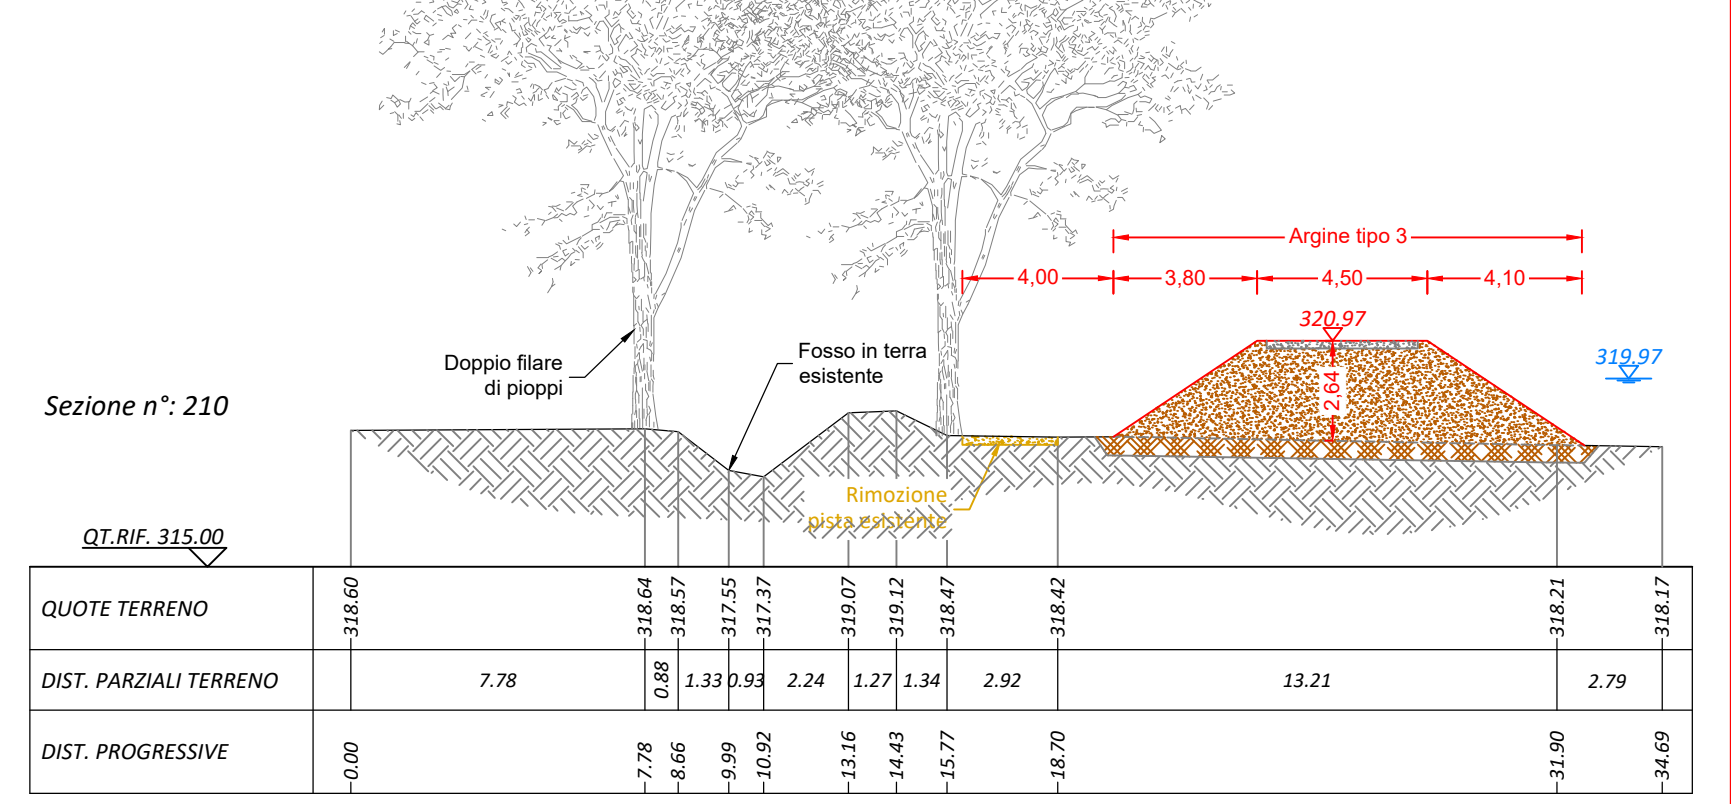 Argine tipo 3
4,00 3,80 4,50 4,10
320.97
319.97
2,64
Doppio filare
di pioppi
Fosso in terra
esistente
Sezione n°: 210
Rimozione
pista esistente
QT.RIF. 315.00
QUOTE TERRENO 318.60 318.64 318.57 317.55 317.37 319.07 319.12 318.47 318.42 318.21 318.17
DIST. PARZIALI TERRENO 7.78 0.88 1.33 0.93 2.24 1.27 1.34 2.92 13.21 2.79
DIST. PROGRESSIVE 0.00 7.78 8.66 9.99 10.92 13.16 14.43 15.77 18.70 31.90 34.69